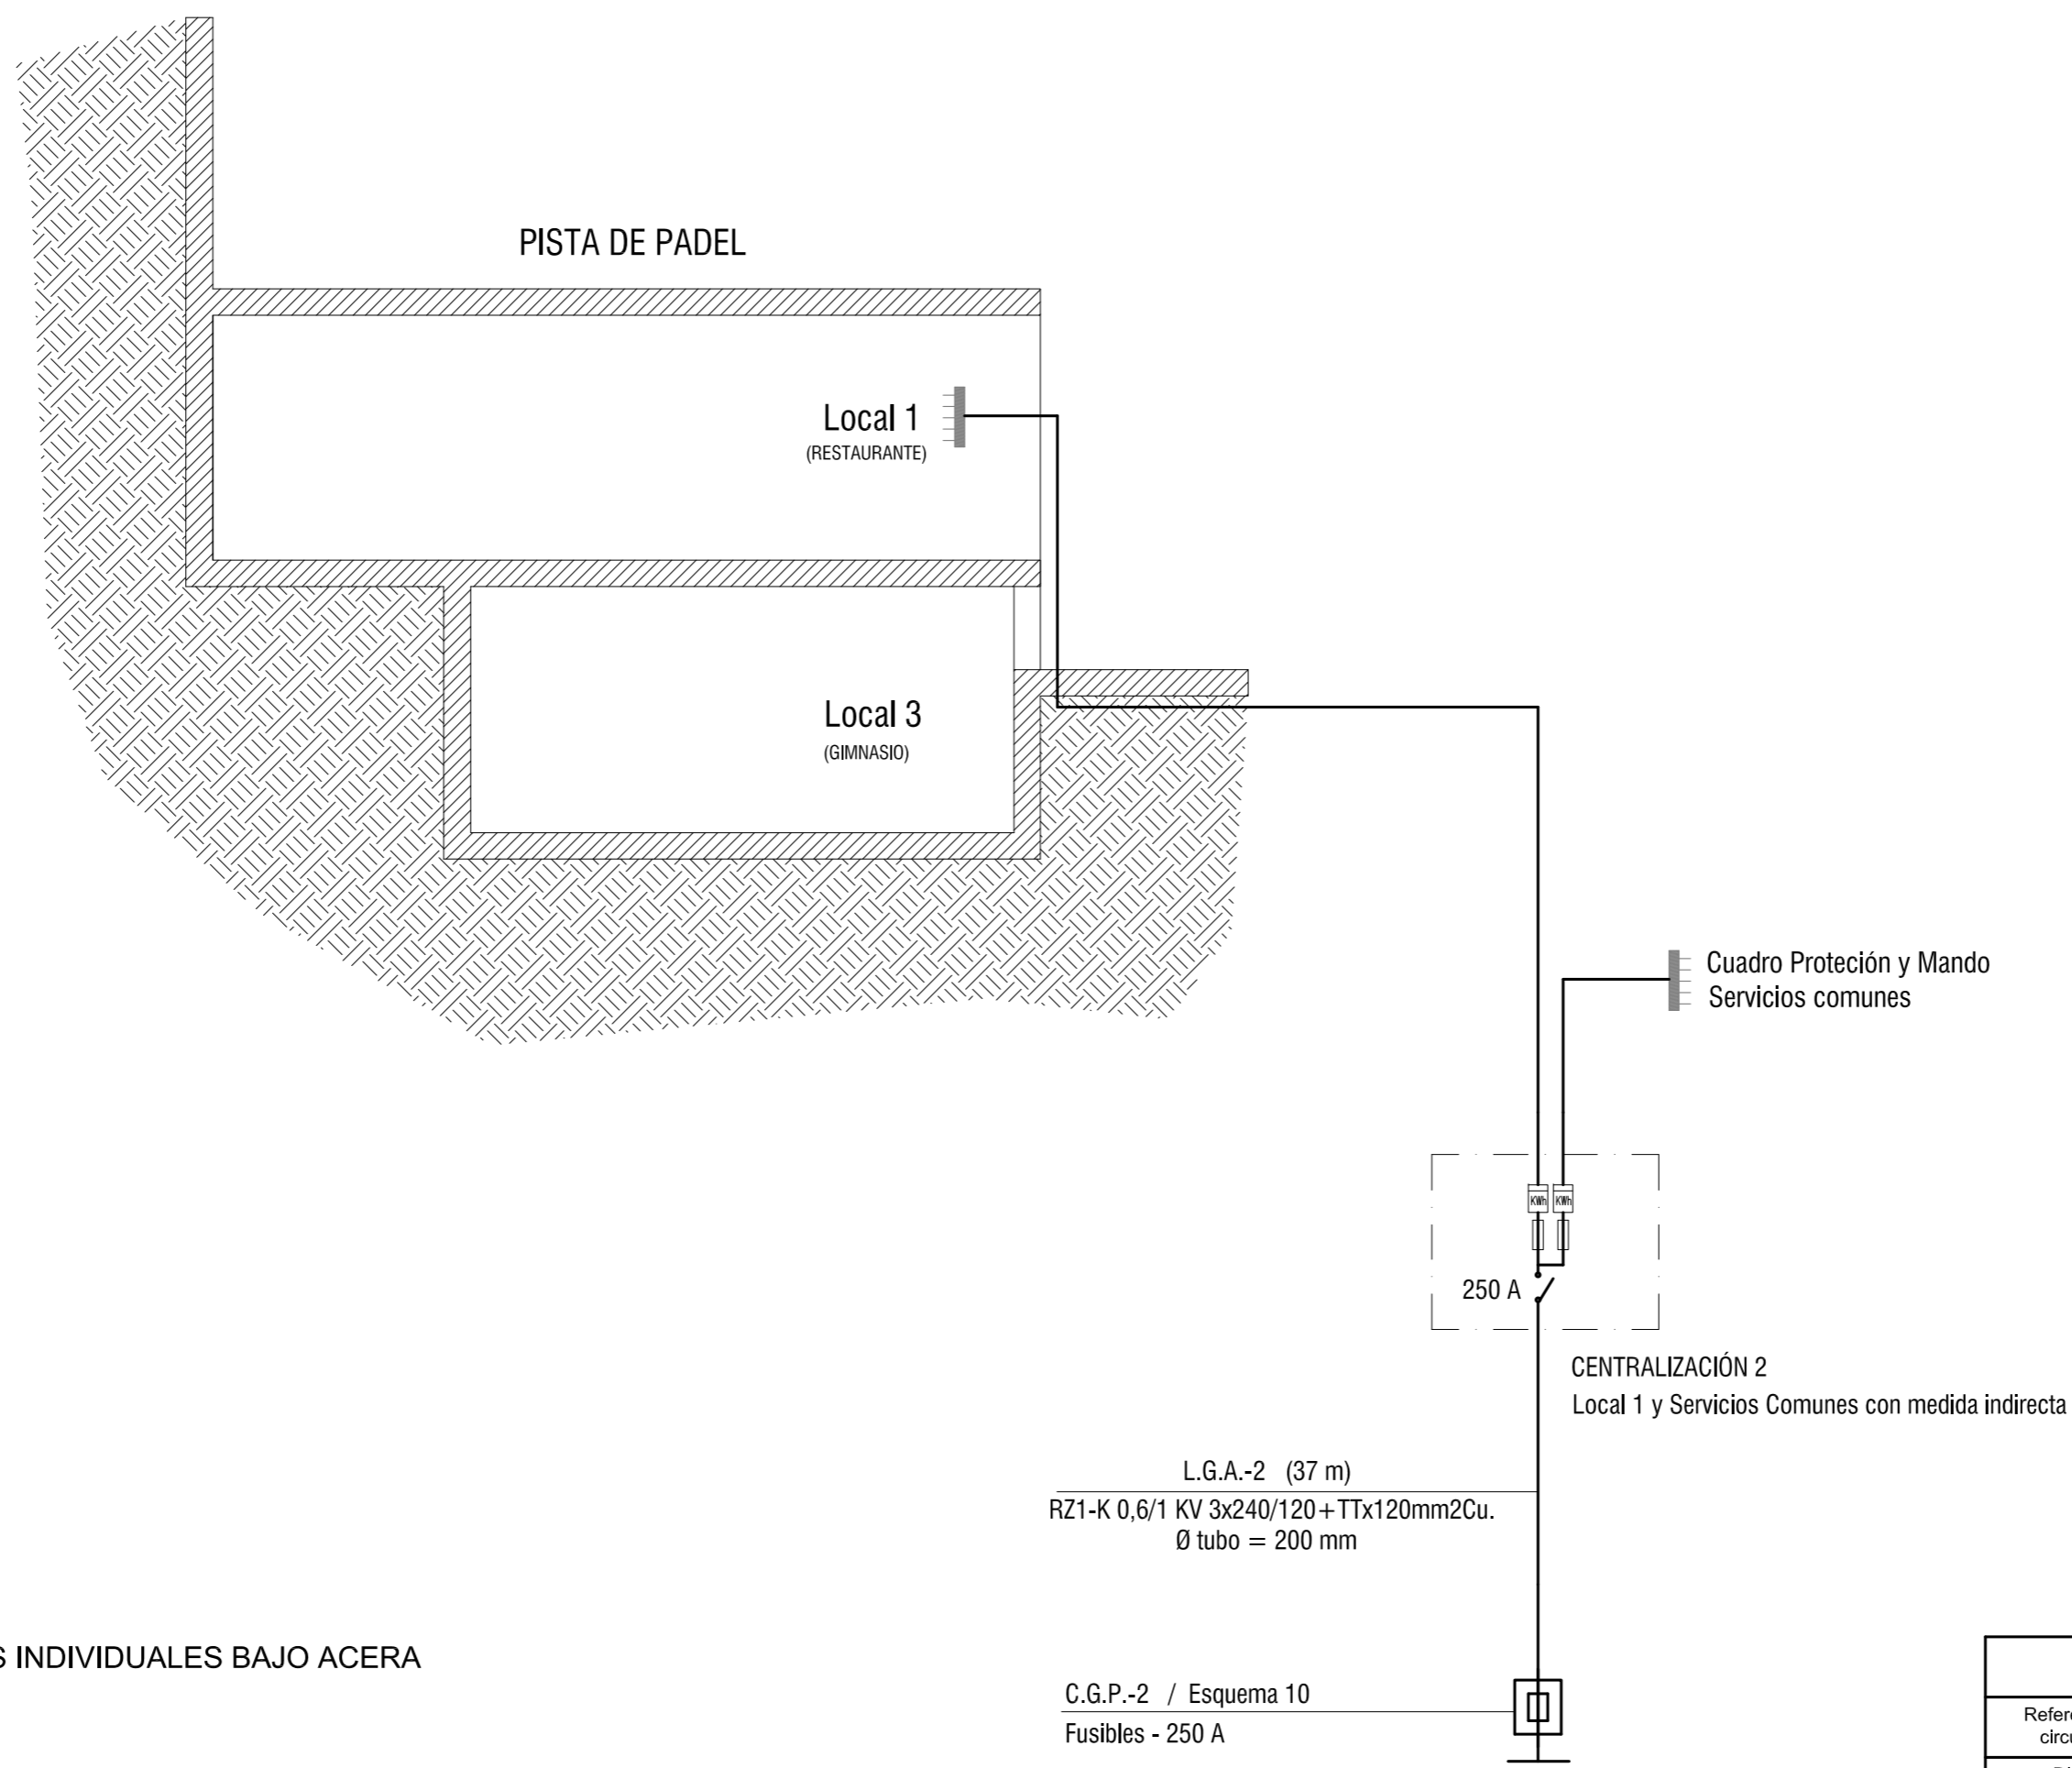 PISTA DE PADEL
Local 1
(RESTAURANTE)
Local 3
(GIMNASIO)
Cuadro Proteción y Mando
Servicios comunes
KWh KWh
250 A
CENTRALIZACIÓN 2
Local 1 y Servicios Comunes con medida indirecta
L.G.A.-2 (37 m)
RZ1-K 0,6/1 KV 3x240/120+TTx120mm2Cu.
Ø tubo = 200 mm
S INDIVIDUALES BAJO ACERA
C.G.P.-2 / Esquema 10
Fusibles - 250 A
Refere
circu